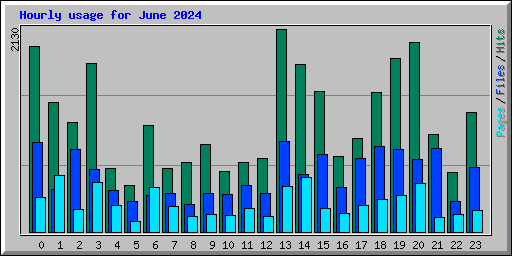 Hourly usage for June 2024
2130
Pages / Files / Hits
0 1 2 3 4 5 6 7 8 9 10 11 12 13 14 15 16 17 18 19 20 21 22 23